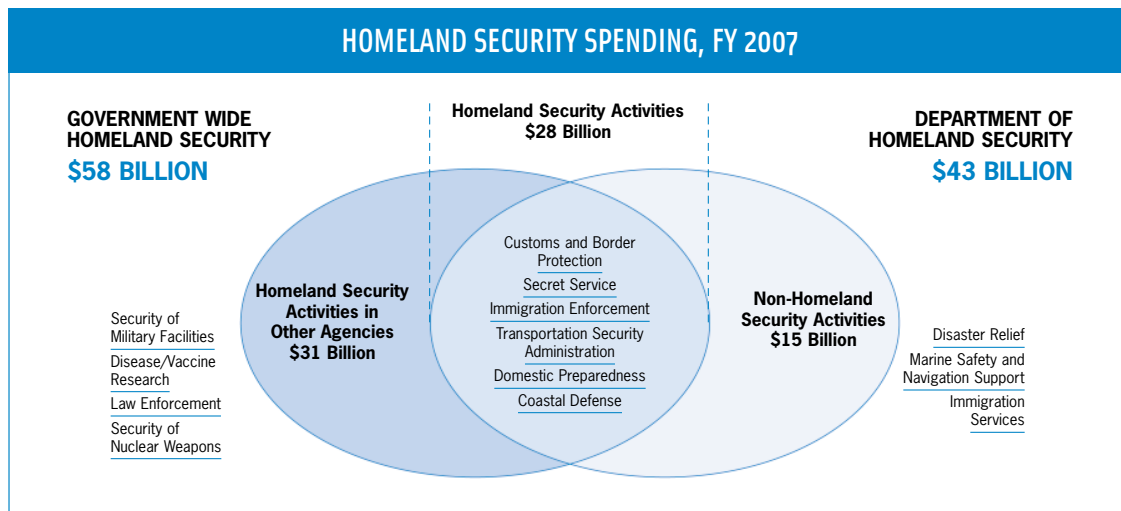 HOMELAND SECURITY SPENDING, FY 2007
GOVERNMENT WIDE
HOMELAND SECURITY
$58 BILLION
Homeland Security Activities
$28 Billion
DEPARTMENT OF
HOMELAND SECURITY
$43 BILLION
Security of
Military Facilities
Disease/Vaccine
Research
Law Enforcement
Security of
Nuclear Weapons
Homeland Security
Activities in
Other Agencies
$31 Billion
Customs and Border
Protection
Secret Service
Immigration Enforcement
Transportation Security
Administration
Domestic Preparedness
Coastal Defense
Non-Homeland
Security Activities
$15 Billion
Disaster Relief
Marine Safety and
Navigation Support
Immigration
Services